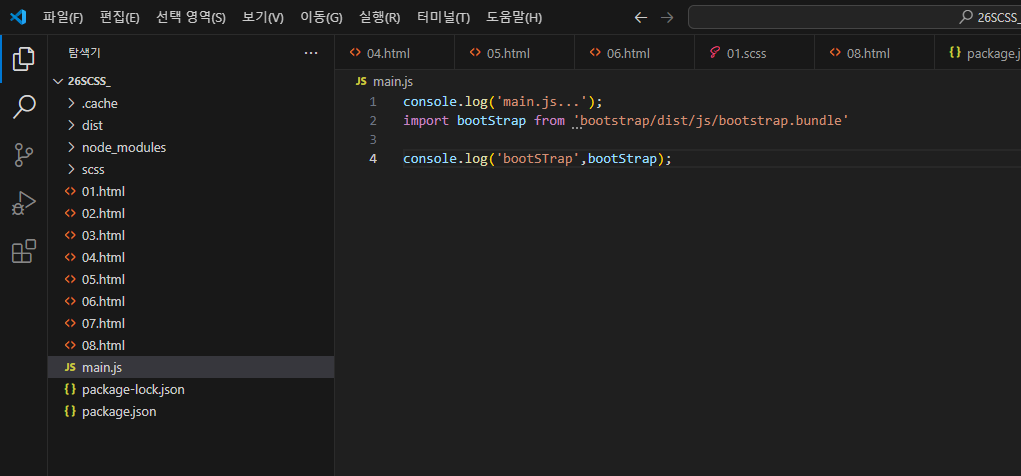 파일(F) 편집(E) 선택 영역(S) 보기(V) 이동(G) 실행(R) 터미널(T) 도움말(H) 26SCSS_
탐색기
26SCSS_
.cache
dist
node_modules
scss
01.html
02.html
03.html
04.html
05.html
06.html
07.html
08.html
JS main.js
{} package-lock.json
{} package.json
04.html 05.html 06.html 01.scss 08.html {} package.j
JS main.js
1 console.log('main.js...');
2 import bootStrap from 'bootstrap/dist/js/bootstrap.bundle'
3
4 console.log('bootSTrap',bootStrap);